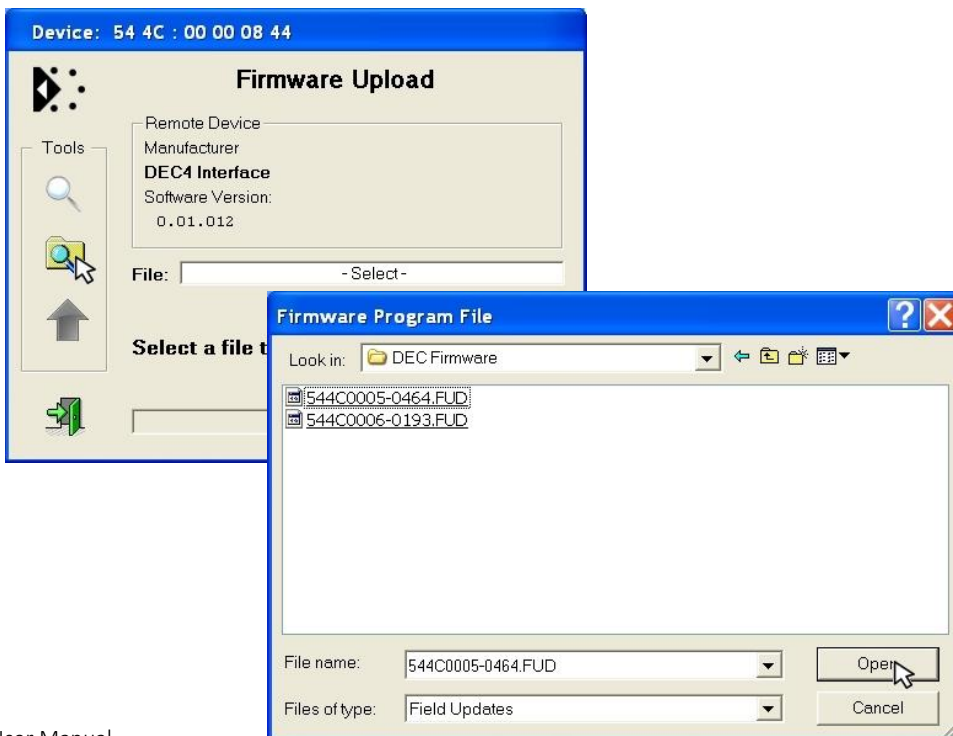 Device: 54 4C : 00 00 08 44
Firmware Upload
Tools
Remote Device
Manufacturer
DEC4 Interface
Software Version:
0.01.012
File:
-Select-
Select a file t
Firmware Program File
Look in:
DEC Firmware
544C0005-0464.FUD
544C0006-0193.FUD
File name:
544C0005-0464.FUD
Open
Files of type:
Field Updates
Cancel
User Manual